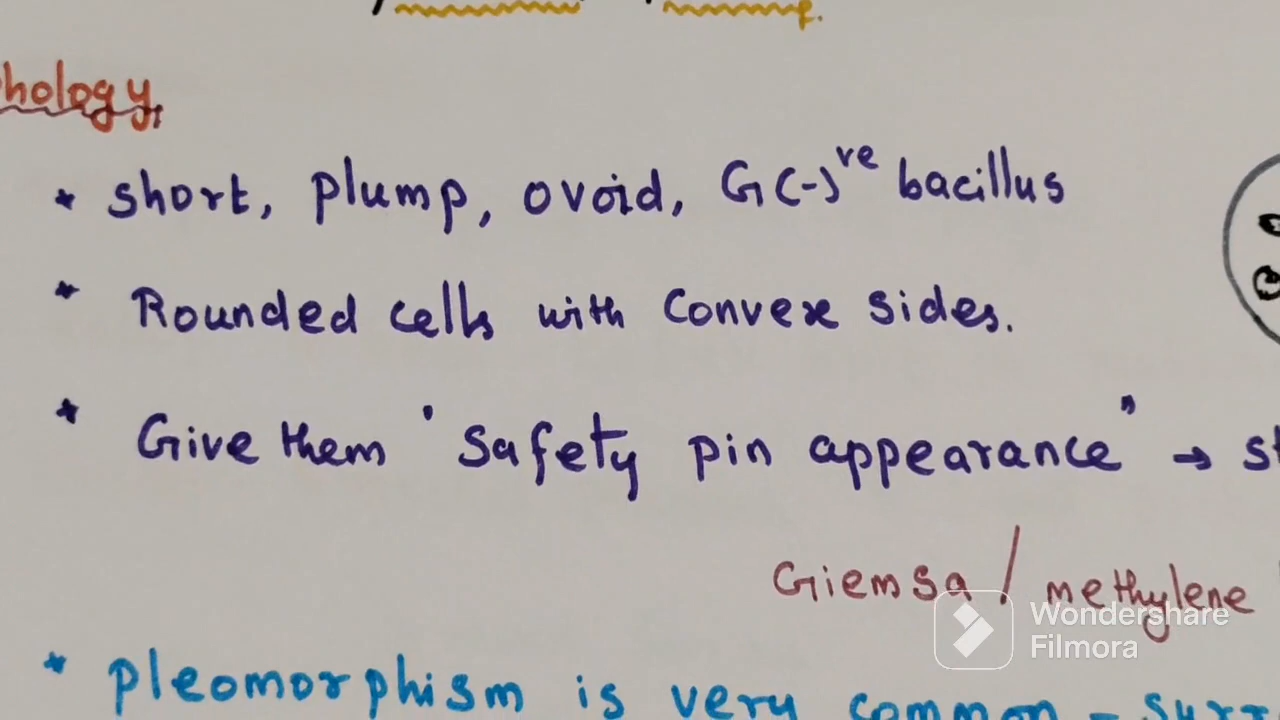 hology,
* short, plump, ovoid, G(-)ve bacillus
* Rounded cells with Convex sides.
* Give them "safety pin appearance" →
Giemsa / methylene
Wondershare
Filmora
* pleomorphism is very common -